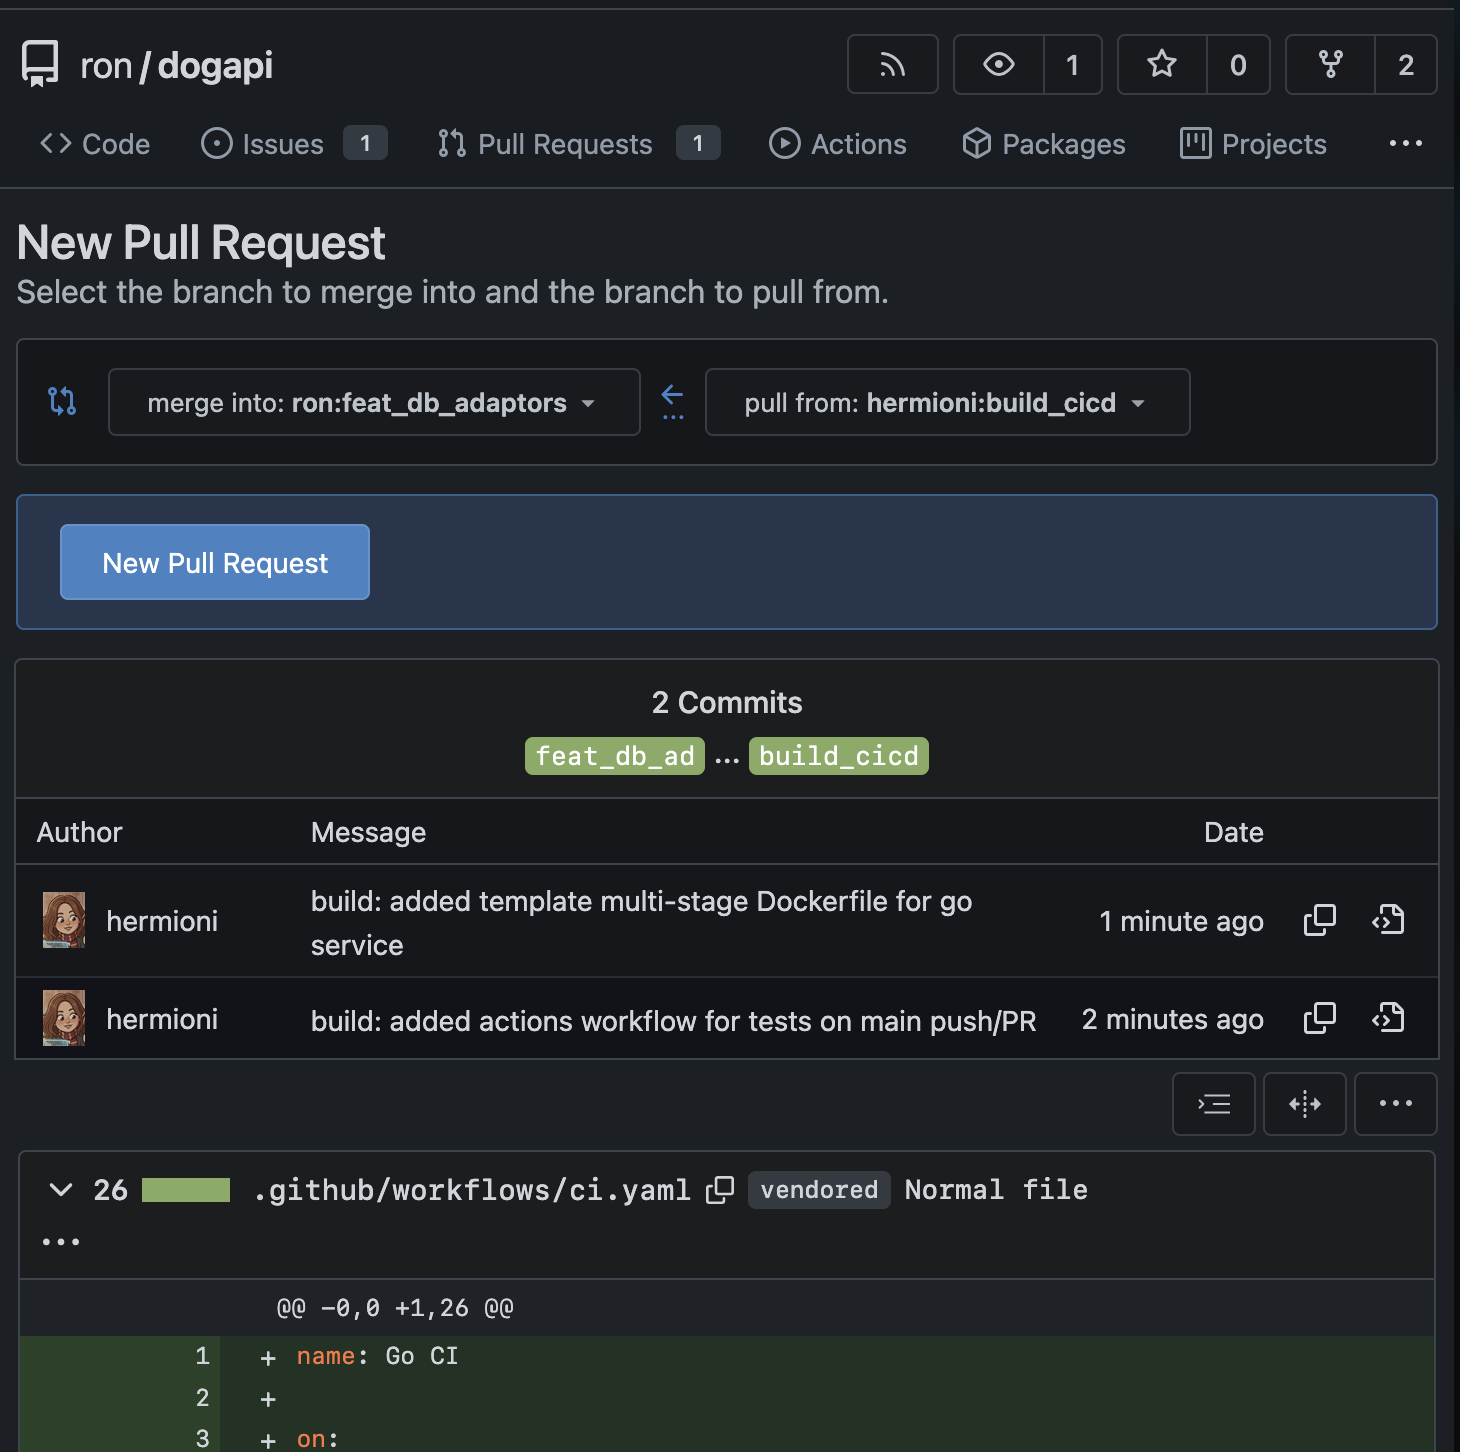 ron / dogapi
1
0
2
Code
Issues 1
Pull Requests 1
Actions
Packages
Projects
New Pull Request
Select the branch to merge into and the branch to pull from.
merge into: ron:feat_db_adaptors
pull from: hermioni:build_cicd
New Pull Request
2 Commits
feat_db_ad ... build_cicd
Author Message Date
hermioni
build: added template multi-stage Dockerfile for go
service
1 minute ago
hermioni
build: added actions workflow for tests on main push/PR
2 minutes ago
26 .github/workflows/ci.yaml vendored Normal file
@@ -0,0 +1,26 @@
1 + name: Go CI
2 +
3 + on: